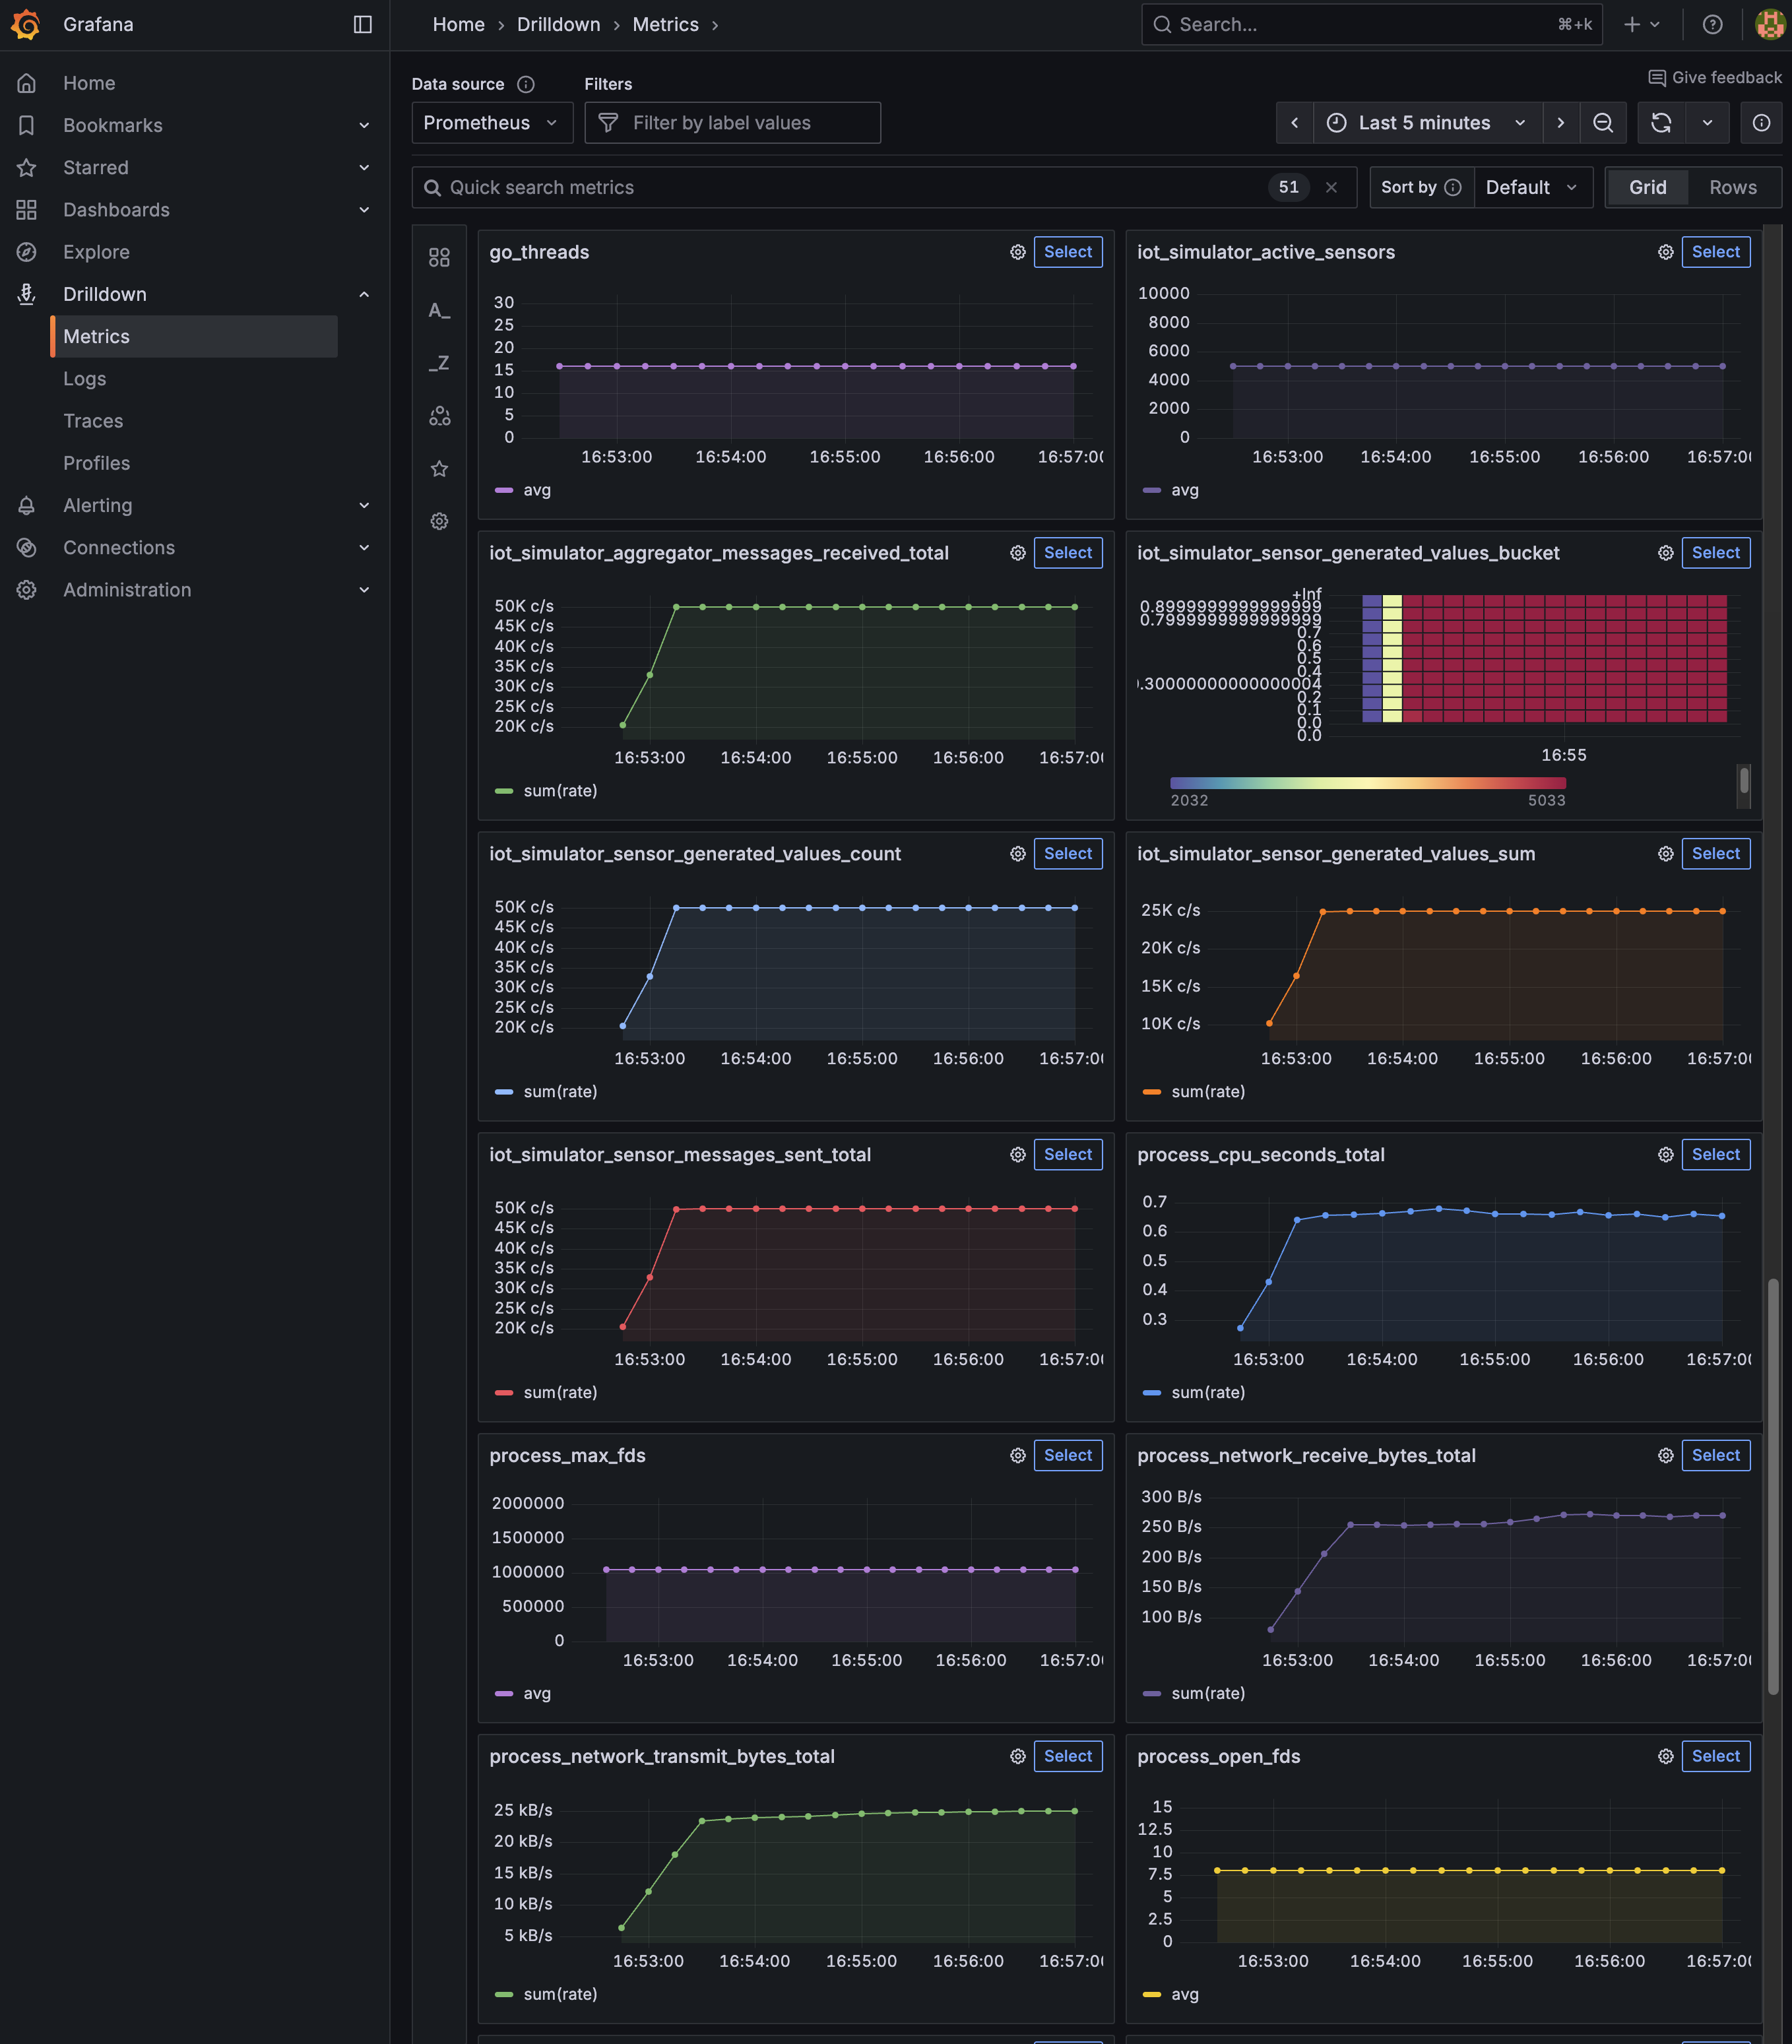 Grafana
Home
Drilldown
Metrics
Search...
⌘+k
Home
Bookmarks
Starred
Dashboards
Explore
Drilldown
Metrics
Logs
Traces
Profiles
Alerting
Connections
Administration
Give feedback
Data source
Filters
Prometheus
Filter by label values
Last 5 minutes
Quick search metrics
51
Sort by
Default
Grid
Rows
A_
_Z
go_threads
Select
30
25
20
15
10
5
0
16:53:00 16:54:00 16:55:00 16:56:00 16:57:0
avg
iot_simulator_active_sensors
Select
10000
8000
6000
4000
2000
0
16:53:00 16:54:00 16:55:00 16:56:00 16:57:0
avg
iot_simulator_aggregator_messages_received_total
Select
50K c/s
45K c/s
40K c/s
35K c/s
30K c/s
25K c/s
20K c/s
16:53:00 16:54:00 16:55:00 16:56:00 16:57:0
sum(rate)
iot_simulator_sensor_generated_values_bucket
Select
+Inf
0.8999999999999999
0.7999999999999999
0.7
0.6
0.5
0.4
.30000000000000004
0.2
0.1
0.0
0.0
16:55
2032
5033
iot_simulator_sensor_generated_values_count
Select
50K c/s
45K c/s
40K c/s
35K c/s
30K c/s
25K c/s
20K c/s
16:53:00 16:54:00 16:55:00 16:56:00 16:57:0
sum(rate)
iot_simulator_sensor_generated_values_sum
Select
25K c/s
20K c/s
15K c/s
10K c/s
16:53:00 16:54:00 16:55:00 16:56:00 16:57:0
sum(rate)
iot_simulator_sensor_messages_sent_total
Select
50K c/s
45K c/s
40K c/s
35K c/s
30K c/s
25K c/s
20K c/s
16:53:00 16:54:00 16:55:00 16:56:00 16:57:0
sum(rate)
process_cpu_seconds_total
Select
0.7
0.6
0.5
0.4
0.3
16:53:00 16:54:00 16:55:00 16:56:00 16:57:0
sum(rate)
process_max_fds
Select
2000000
1500000
1000000
500000
0
16:53:00 16:54:00 16:55:00 16:56:00 16:57:0
avg
process_network_receive_bytes_total
Select
300 B/s
250 B/s
200 B/s
150 B/s
100 B/s
16:53:00 16:54:00 16:55:00 16:56:00 16:57:0
sum(rate)
process_network_transmit_bytes_total
Select
25 kB/s
20 kB/s
15 kB/s
10 kB/s
5 kB/s
16:53:00 16:54:00 16:55:00 16:56:00 16:57:0
sum(rate)
process_open_fds
Select
15
12.5
10
7.5
5
2.5
0
16:53:00 16:54:00 16:55:00 16:56:00 16:57:0
avg